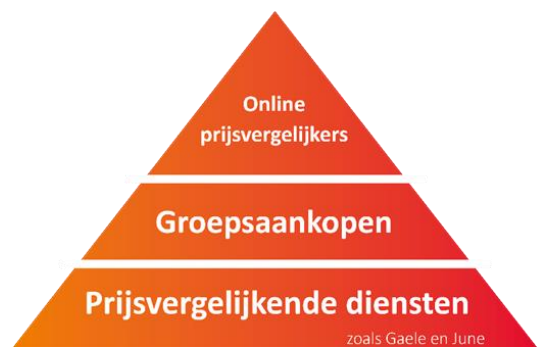 Online
prijsvergelijkers
Groepsaankopen
Prijsvergelijkende diensten
zoals Gaele en June